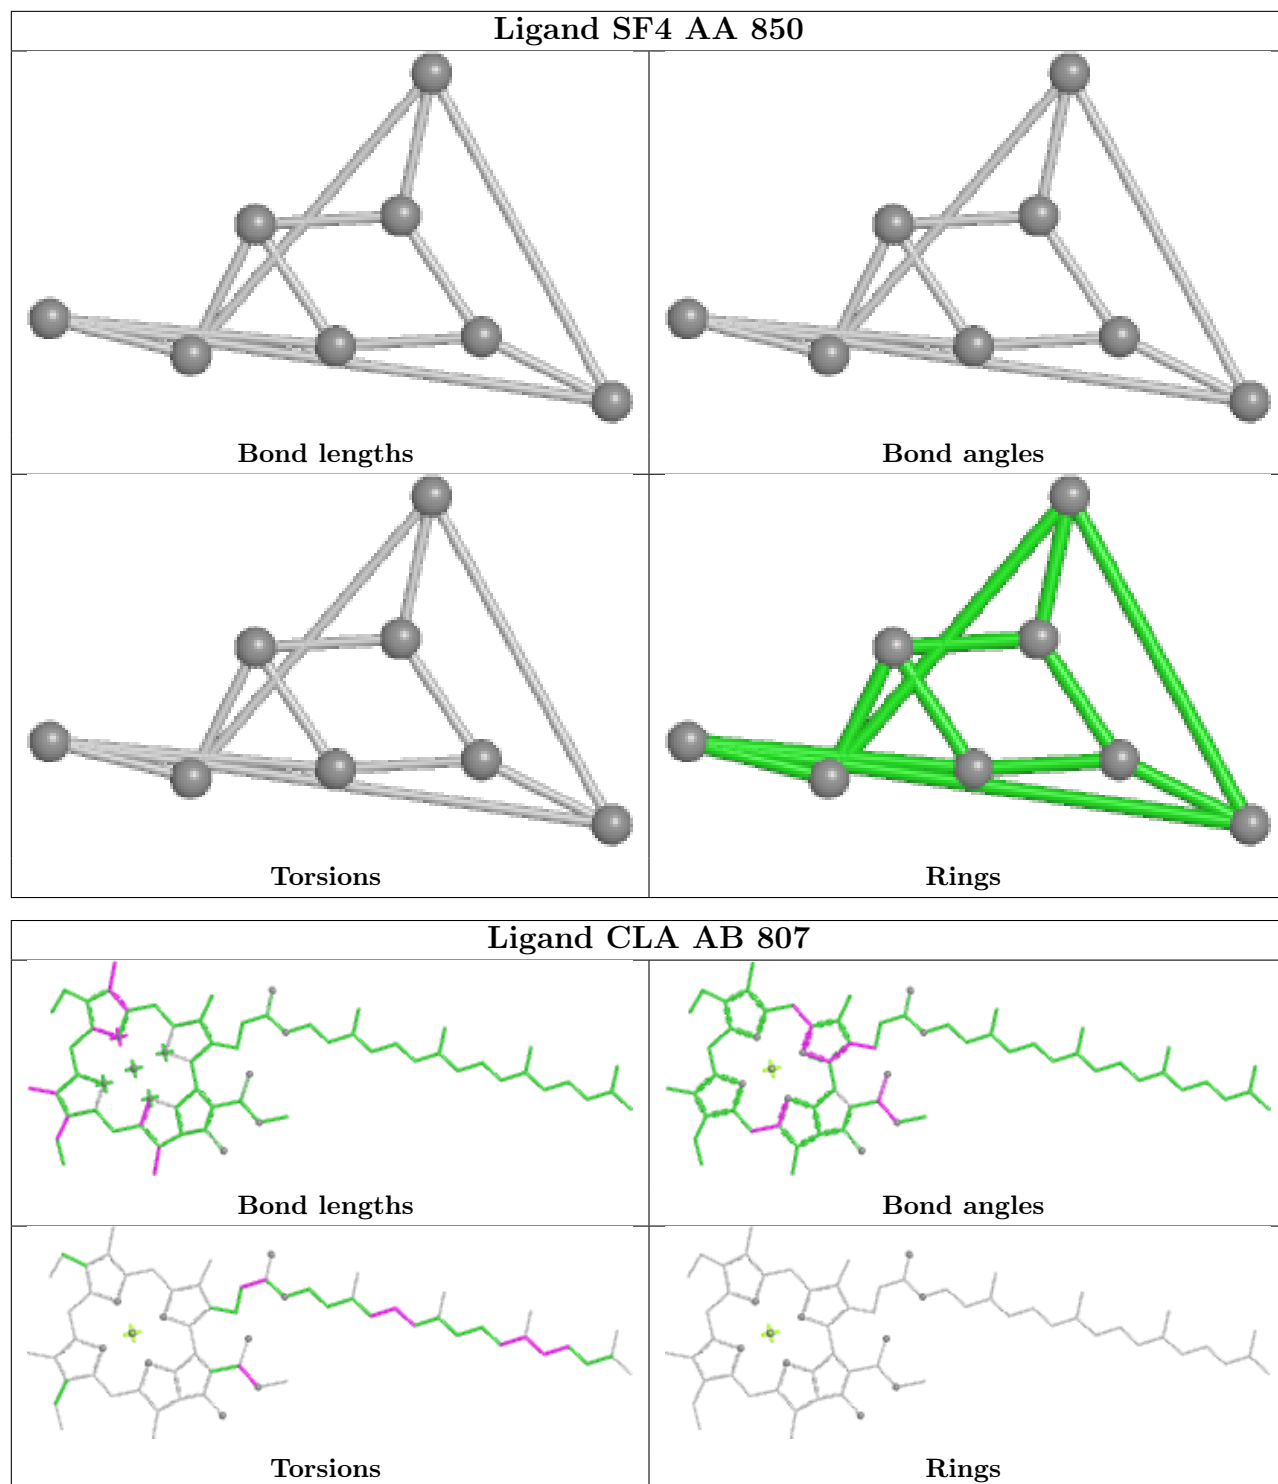 Ligand SF4 AA 850
Bond lengths
Bond angles
Torsions
Rings
Ligand CLA AB 807
Bond lengths
Bond angles
Torsions
Rings